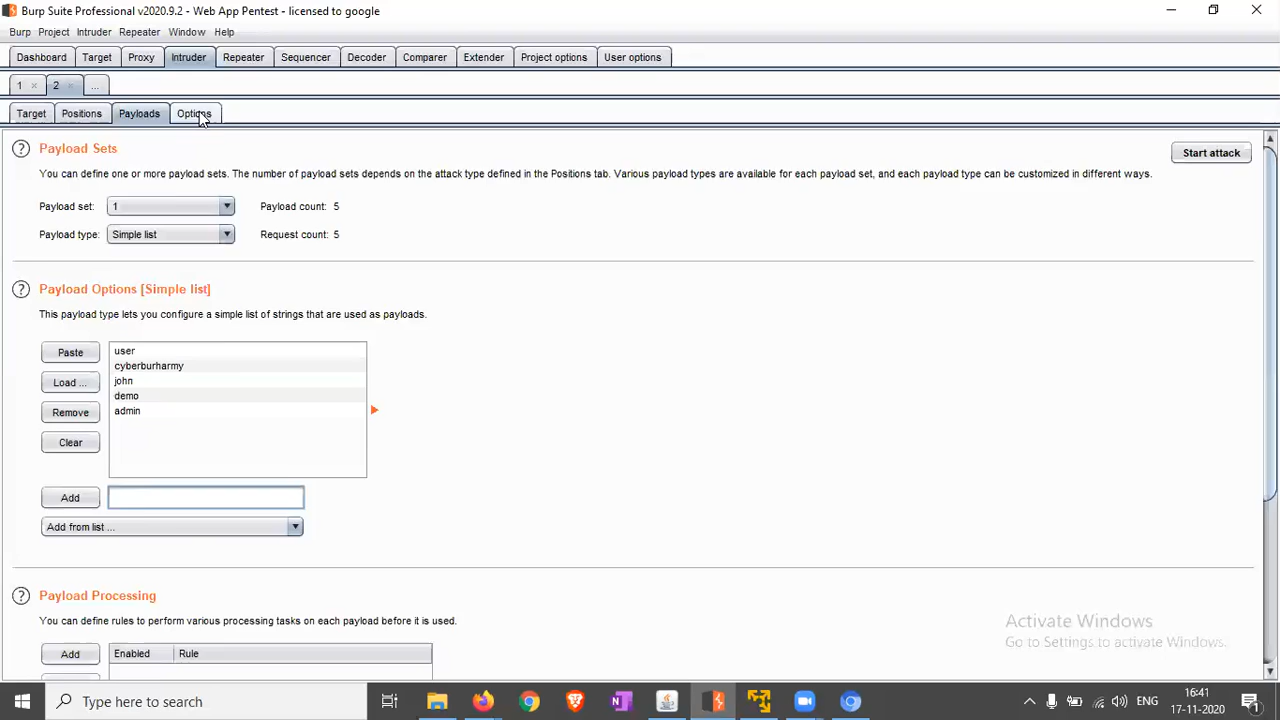 Burp Suite Professional v2020.9.2 - Web App Pentest - licensed to google
Burp Project Intruder Repeater Window Help
Dashboard Target Proxy Intruder Repeater Sequencer Decoder Comparer Extender Project options User options
1 × 2 × ...
Target Positions Payloads Options
? Payload Sets
Start attack
You can define one or more payload sets. The number of payload sets depends on the attack type defined in the Positions tab. Various payload types are available for each payload set, and each payload type can be customized in different ways.
Payload set: 1 Payload count: 5
Payload type: Simple list Request count: 5
? Payload Options [Simple list]
This payload type lets you configure a simple list of strings that are used as payloads.
Paste
Load ...
Remove
Clear
user
cyberburharmy
john
demo
admin
Add
Add from list ...
? Payload Processing
You can define rules to perform various processing tasks on each payload before it is used.
Add Enabled Rule
Activate Windows
Go to Settings to activate Windows.
Type here to search
ENG
16:41
17-11-2020
1